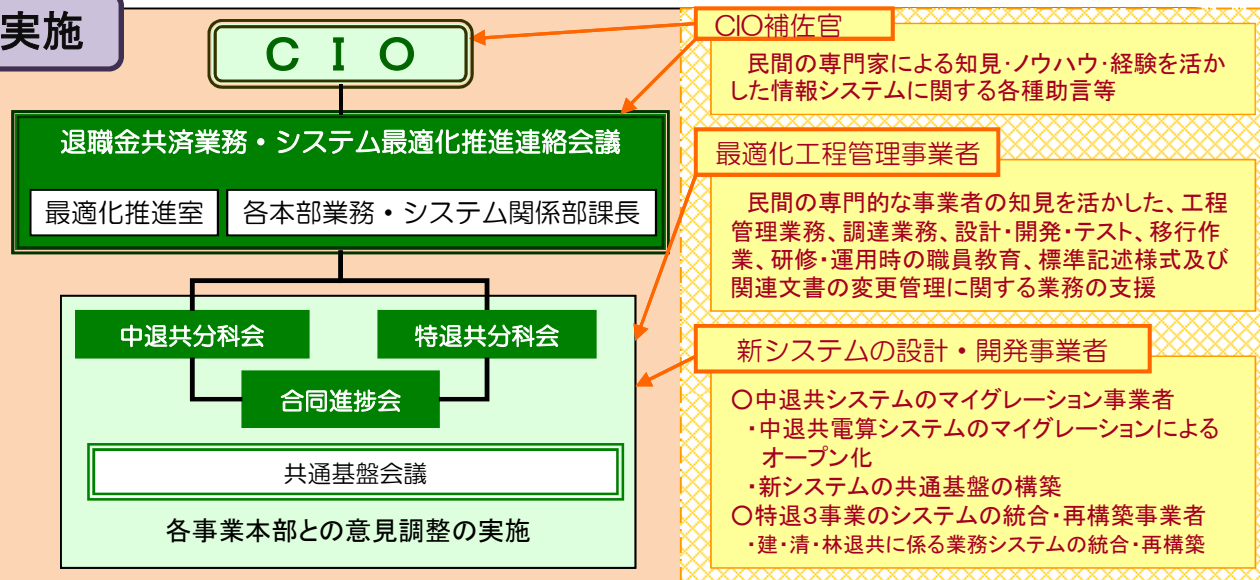 実施
ＣＩＯ
退職金共済業務・システム最適化推進連絡会議
最適化推進室
各本部業務・システム関係部課長
中退共分科会
特退共分科会
合同進捗会
共通基盤会議
各事業本部との意見調整の実施
CIO補佐官
民間の専門家による知見･ノウハウ･経験を活か
した情報システムに関する各種助言等
最適化工程管理事業者
民間の専門的な事業者の知見を活かした、工程
管理業務、調達業務、設計･開発･テスト、移行作
業、研修･運用時の職員教育、標準記述様式及び
関連文書の変更管理に関する業務の支援
新システムの設計・開発事業者
○中退共システムのマイグレーション事業者
･中退共電算システムのマイグレーションによる
オープン化
･新システムの共通基盤の構築
○特退３事業のシステムの統合･再構築事業者
･建･清･林退共に係る業務システムの統合･再構築